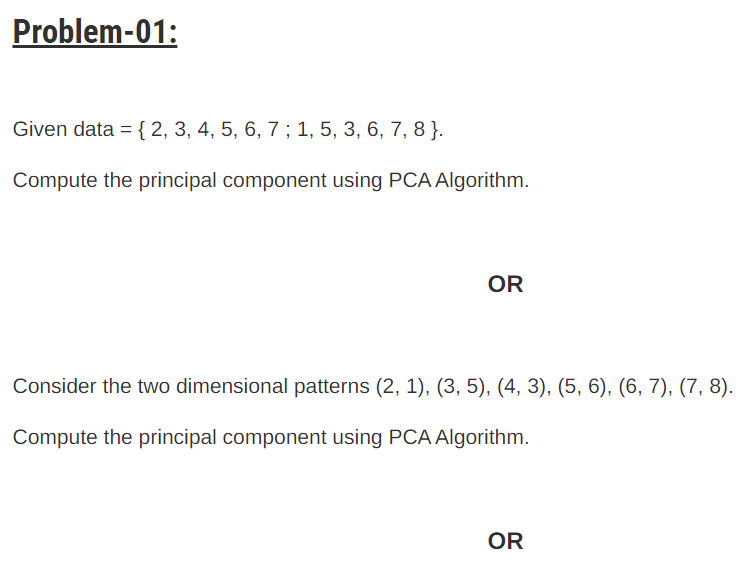 Problem-01:
Given data = { 2, 3, 4, 5, 6, 7 ; 1, 5, 3, 6, 7, 8 }.
Compute the principal component using PCA Algorithm.
OR
Consider the two dimensional patterns (2, 1), (3, 5), (4, 3), (5, 6), (6, 7), (7, 8).
Compute the principal component using PCA Algorithm.
OR